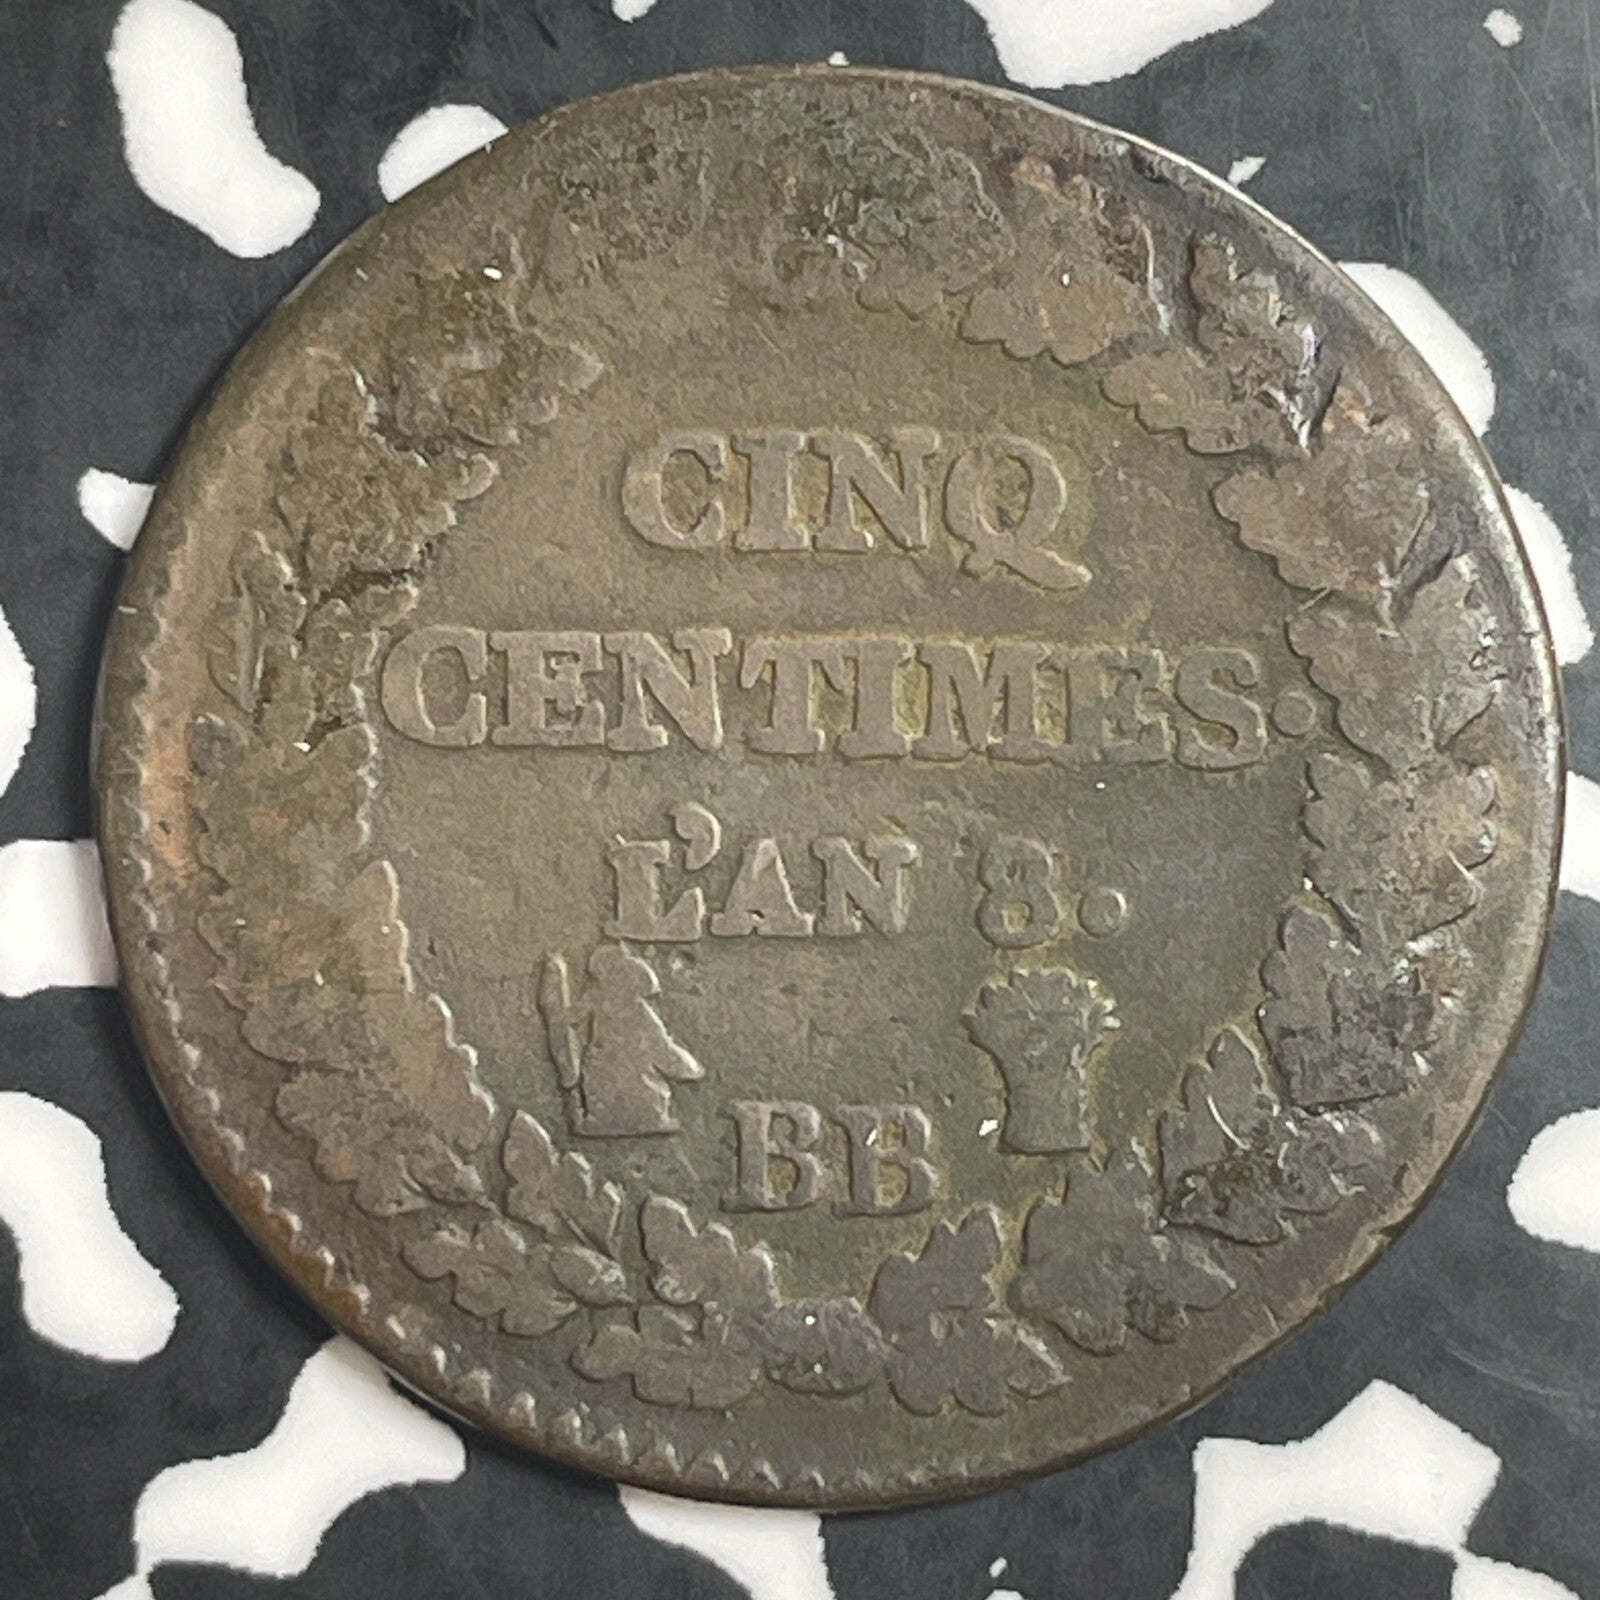 CINQ
CENTIMES.
L'AN 8.
BB